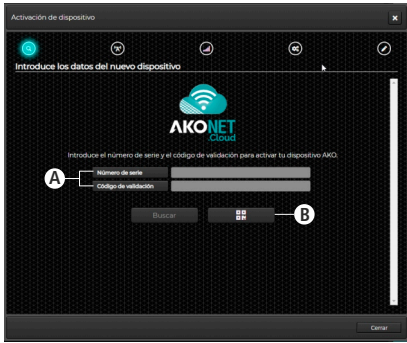 Activación de dispositivo
Introduce los datos del nuevo dispositivo
AKONET
.Cloud
Introduce el número de serie y el código de validación para activar tu dispositivo AKO.
A
Número de serie
Código de validación
Buscar
B
Cerrar